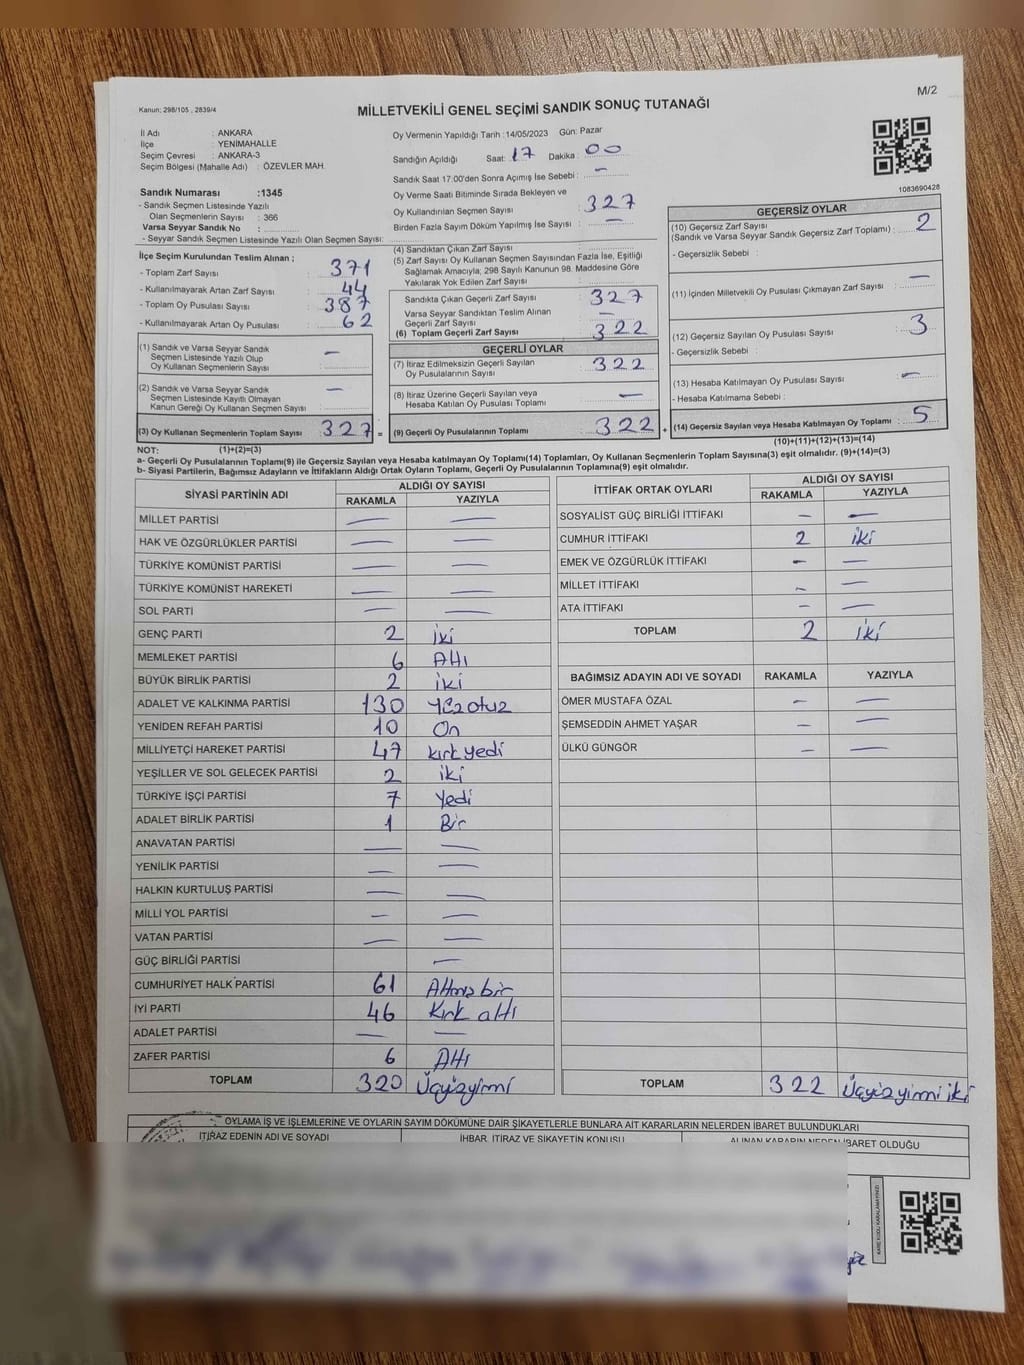 M/2
Kanun: 298/105 , 2839/4
MİLLETVEKİLİ GENEL SEÇİMİ SANDIK SONUÇ TUTANAĞI
İl Adı : ANKARA
İlçe : YENİMAHALLE
Seçim Çevresi : ANKARA-3
Seçim Bölgesi (Mahalle Adı) : ÖZEVLER MAH.
Sandık Numarası :1345
- Sandık Seçmen Listesinde Yazılı
Olan Seçmenlerin Sayısı : 366
Varsa Seyyar Sandık No :
- Seyyar Sandık Seçmen Listesinde Yazılı Olan Seçmen Sayısı:
İlçe Seçim Kurulundan Teslim Alınan ;
- Toplam Zarf Sayısı : 371
- Kullanılmayarak Artan Zarf Sayısı : 44
- Toplam Oy Pusulası Sayısı : 387
- Kullanılmayarak Artan Oy Pusulası : 62
(1) Sandık ve Varsa Seyyar Sandık —
Seçmen Listesinde Yazılı Olup
Oy Kullanan Seçmenlerin Sayısı :
(2) Sandık ve Varsa Seyyar Sandık —
Seçmen Listesinde Kayıtlı Olmayan
Kanun Gereği Oy Kullanan Seçmen Sayısı :
(3) Oy Kullanan Seçmenlerin Toplam Sayısı 327 =
(1)+(2)=(3)
Oy Vermenin Yapıldığı Tarih :14/05/2023 Gün: Pazar
Sandığın Açıldığı Saat: 17 Dakika : 00
Sandık Saat 17:00'den Sonra Açımış İse Sebebi : —
Oy Verme Saati Bitiminde Sırada Bekleyen ve
Oy Kullandırılan Seçmen Sayısı : 327
Birden Fazla Sayım Döküm Yapılmış İse Sayısı : —
(4) Sandıktan Çıkan Zarf Sayısı :
(5) Zarf Sayısı Oy Kullanan Seçmen Sayısından Fazla İse, Eşitliği
Sağlamak Amacıyla, 298 Sayılı Kanunun 98. Maddesine Göre
Yakılarak Yok Edilen Zarf Sayısı :
Sandıkta Çıkan Geçerli Zarf Sayısı : 327
Varsa Seyyar Sandıktan Teslim Alınan
Geçerli Zarf Sayısı : —
(6) Toplam Geçerli Zarf Sayısı : 322
GEÇERLİ OYLAR
(7) İtiraz Edilmeksizin Geçerli Sayılan : 322
Oy Pusulalarının Sayısı
(8) İtiraz Üzerine Geçerli Sayılan veya : —
Hesaba Katılan Oy Pusulası Toplamı
(9) Geçerli Oy Pusulalarının Toplamı : 322 +
1083690428
GEÇERSİZ OYLAR
(10) Geçersiz Zarf Sayısı
(Sandık ve Varsa Seyyar Sandık Geçersiz Zarf Toplamı) : 2
- Geçersizlik Sebebi :
(11) İçinden Milletvekili Oy Pusulası Çıkmayan Zarf Sayısı : —
(12) Geçersiz Sayılan Oy Pusulası Sayısı : 3
- Geçersizlik Sebebi :
(13) Hesaba Katılmayan Oy Pusulası Sayısı : —
- Hesaba Katılmama Sebebi :
(14) Geçersiz Sayılan veya Hesaba Katılmayan Oy Toplamı : 5
(10)+(11)+(12)+(13)=(14)
NOT:
a- Geçerli Oy Pusulalarının Toplamı(9) ile Geçersiz Sayılan veya Hesaba katılmayan Oy Toplamı(14) Toplamları, Oy Kullanan Seçmenlerin Toplam Sayısına(3) eşit olmalıdır. (9)+(14)=(3)
b- Siyasi Partilerin, Bağımsız Adayların ve İttifakların Aldığı Ortak Oyların Toplamı, Geçerli Oy Pusulalarının Toplamına(9) eşit olmalıdır.
SİYASİ PARTİNİN ADI ALDIĞI OY SAYISI
RAKAMLA YAZIYLA
MİLLET PARTİSİ — —
HAK VE ÖZGÜRLÜKLER PARTİSİ — —
TÜRKİYE KOMÜNİST PARTİSİ — —
TÜRKİYE KOMÜNİST HAREKETİ — —
SOL PARTİ — —
GENÇ PARTİ 2 iki
MEMLEKET PARTİSİ 6 Altı
BÜYÜK BİRLİK PARTİSİ 2 iki
ADALET VE KALKINMA PARTİSİ 130 Yüzotuz
YENİDEN REFAH PARTİSİ 10 On
MİLLİYETÇİ HAREKET PARTİSİ 47 kırk yedi
YEŞİLLER VE SOL GELECEK PARTİSİ 2 iki
TÜRKİYE İŞÇİ PARTİSİ 7 Yedi
ADALET BİRLİK PARTİSİ 1 Bir
ANAVATAN PARTİSİ — —
YENİLİK PARTİSİ — —
HALKIN KURTULUŞ PARTİSİ — —
MİLLİ YOL PARTİSİ — —
VATAN PARTİSİ — —
GÜÇ BİRLİĞİ PARTİSİ —
CUMHURİYET HALK PARTİSİ 61 Altmış bir
İYİ PARTİ 46 Kırk altı
ADALET PARTİSİ — —
ZAFER PARTİSİ 6 Altı
TOPLAM 320 Üçyüzyirmi
İTTİFAK ORTAK OYLARI ALDIĞI OY SAYISI
RAKAMLA YAZIYLA
SOSYALİST GÜÇ BİRLİĞİ İTTİFAKI — —
CUMHUR İTTİFAKI 2 iki
EMEK VE ÖZGÜRLÜK İTTİFAKI — —
MİLLET İTTİFAKI — —
ATA İTTİFAKI — —
TOPLAM 2 iki
BAĞIMSIZ ADAYIN ADI VE SOYADI RAKAMLA YAZIYLA
ÖMER MUSTAFA ÖZAL — —
ŞEMSEDDİN AHMET YAŞAR — —
ÜLKÜ GÜNGÖR — —
TOPLAM 322 Üçyüzyirmi iki
OYLAMA İŞ VE İŞLEMLERİNE VE OYLARIN SAYIM DÖKÜMÜNE DAİR ŞİKAYETLERLE BUNLARA AİT KARARLARIN NELERDEN İBARET BULUNDUKLARI
İTİRAZ EDENİN ADI VE SOYADI İHBAR, İTİRAZ VE ŞİKAYETİN KONUSU ALINAN KARARIN NEDEN İBARET OLDUĞU
KARE KODU KARALAMAYINIZ!